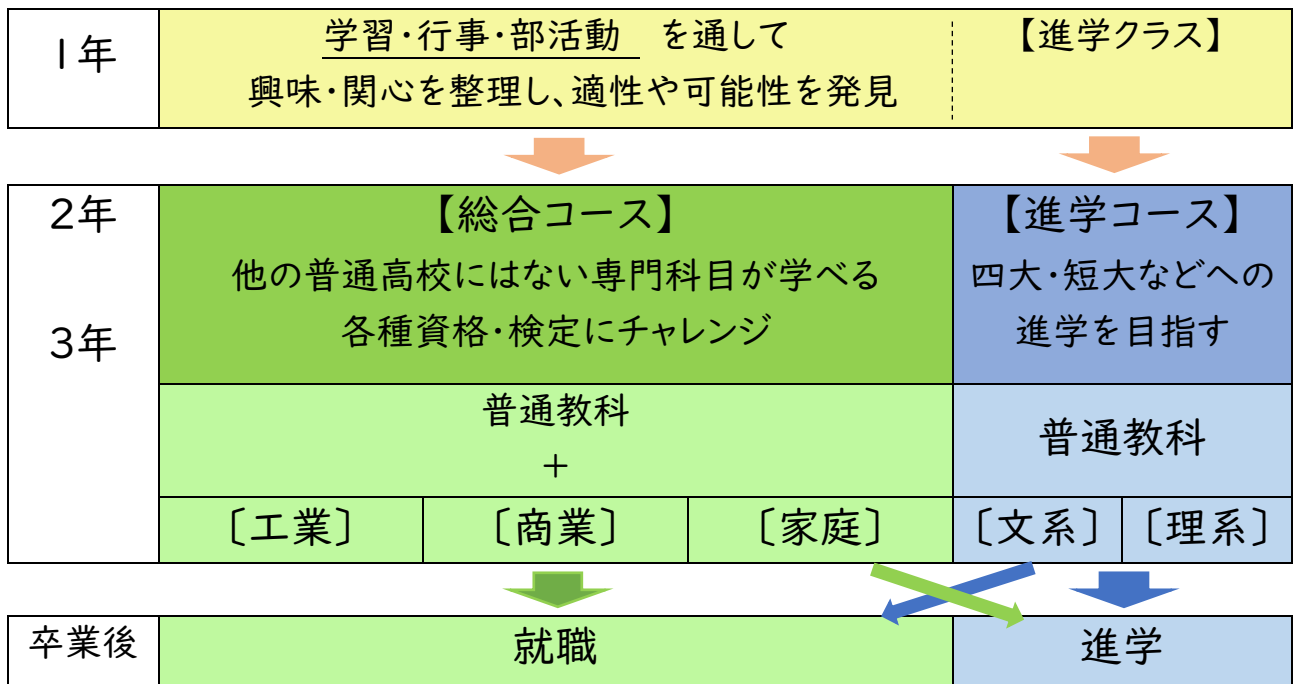 1年
学習・行事・部活動 を通して
興味・関心を整理し、適性や可能性を発見
【進学クラス】
2年
3年
【総合コース】
他の普通高校にはない専門科目が学べる
各種資格・検定にチャレンジ
【進学コース】
四大・短大などへの
進学を目指す
普通教科
+
普通教科
〔工業〕
〔商業〕
〔家庭〕
〔文系〕
〔理系〕
卒業後
就職
進学